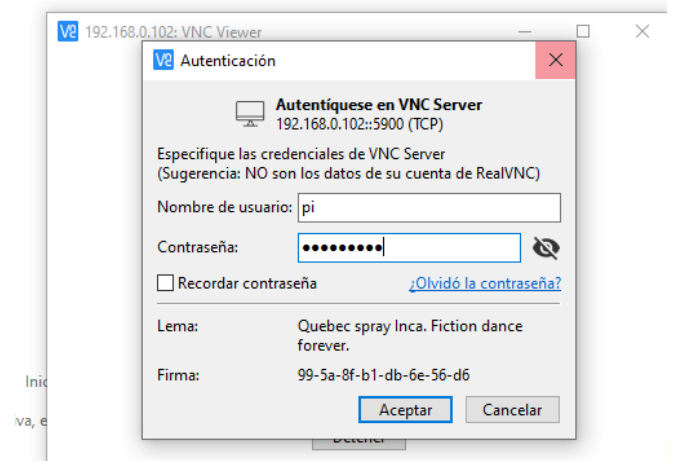 192.168.0.102: VNC Viewer
Autenticación
Autentíquese en VNC Server
192.168.0.102::5900 (TCP)
Especifique las credenciales de VNC Server
(Sugerencia: NO son los datos de su cuenta de RealVNC)
Nombre de usuario: pi
Contraseña: •••••••••
Recordar contraseña ¿Olvidó la contraseña?
Lema: Quebec spray Inca. Fiction dance
forever.
Firma: 99-5a-8f-b1-db-6e-56-d6
Aceptar Cancelar